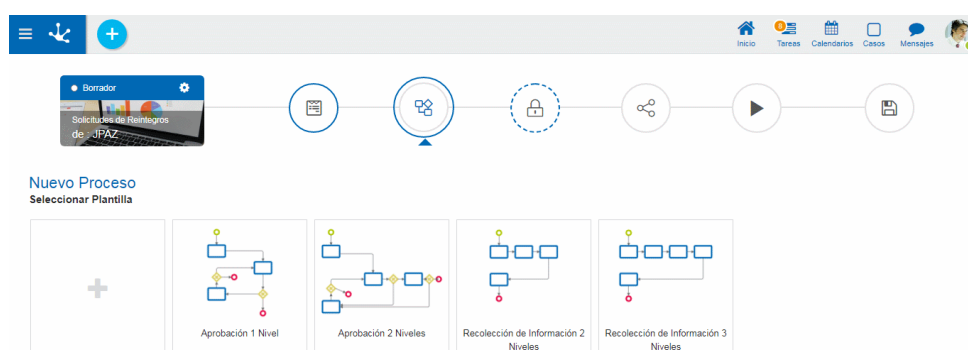 8
Inicio
Tareas
Calendarios
Casos
Mensajes
Borrador
Solicitudes de Reintegros
de : JPAZ
Nuevo Proceso
Seleccionar Plantilla
Aprobación 1 Nivel
Aprobación 2 Niveles
Recolección de Información 2
Niveles
Recolección de Información 3
Niveles